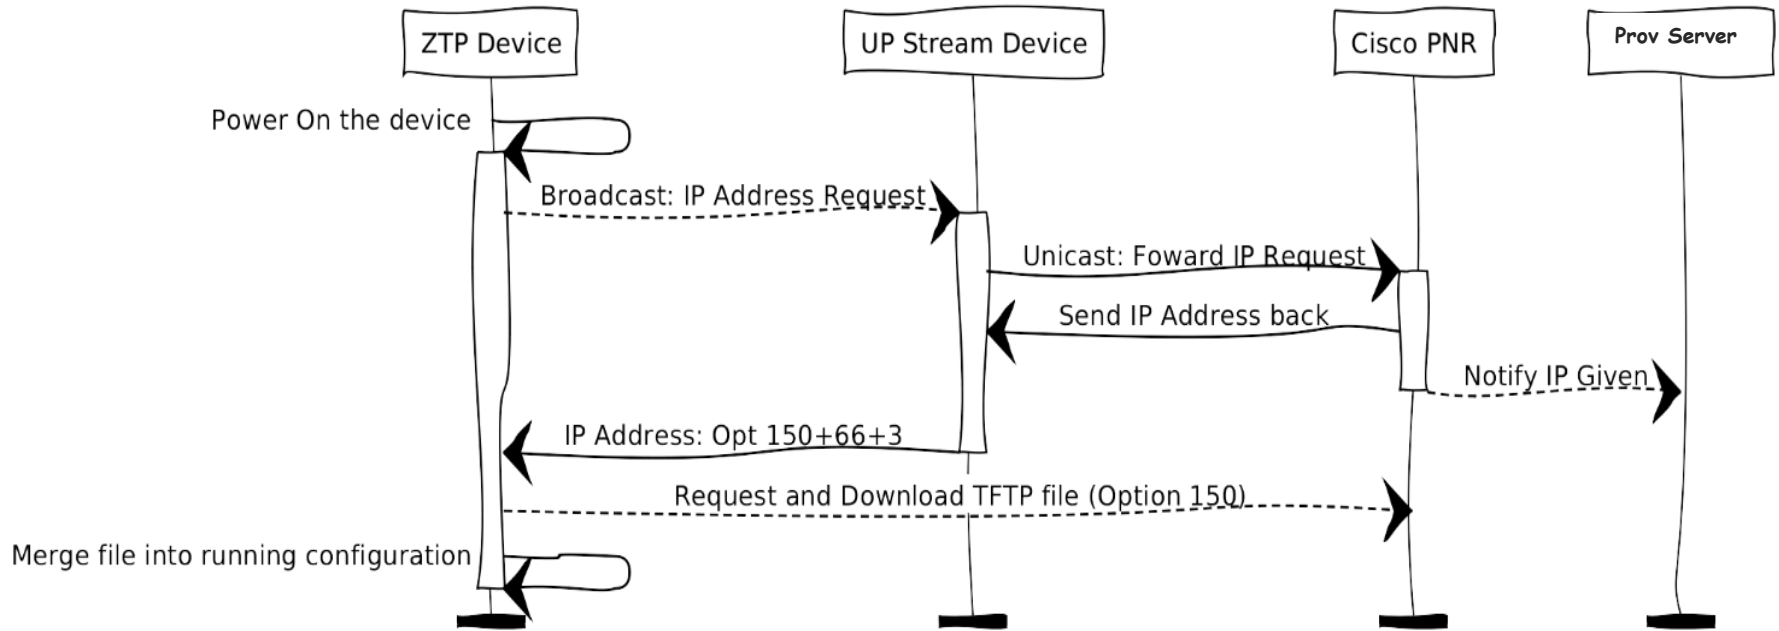 ZTP Device
UP Stream Device
Cisco PNR
Prov Server
Power On the device
Broadcast: IP Address Request
Unicast: Foward IP Request
Send IP Address back
Notify IP Given
IP Address: Opt 150+66+3
Request and Download TFTP file (Option 150)
Merge file into running configuration